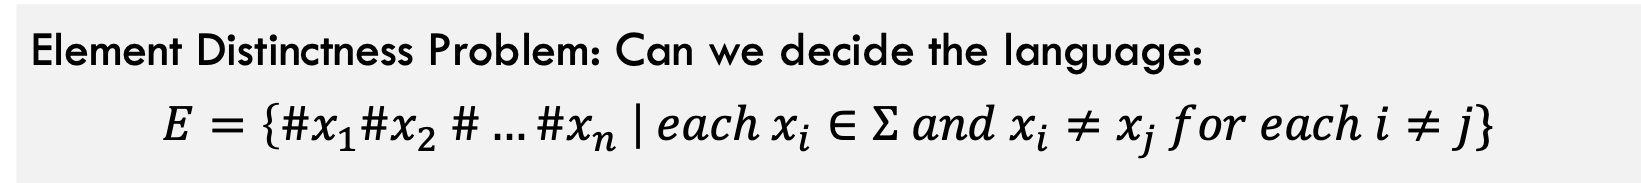 Element Distinctness Problem: Can we decide the language:
E = {#x₁#x₂ # ... #xₙ | each xᵢ ∈ Σ and xᵢ ≠ xⱼ for each i ≠ j}